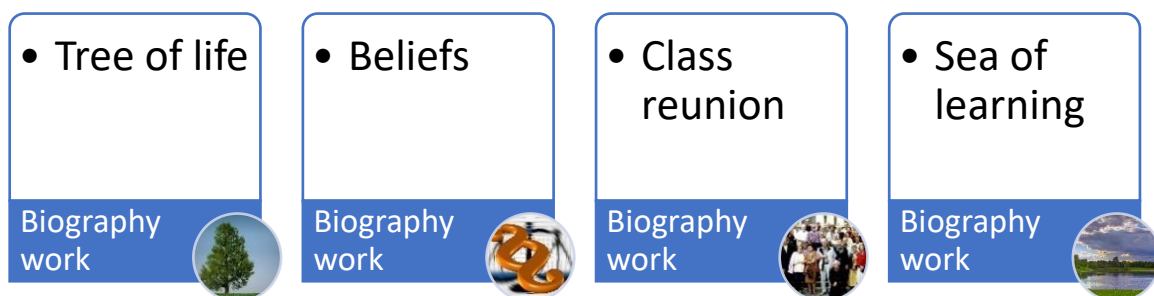 • Tree of life
Biography
work
• Beliefs
Biography
work
• Class
reunion
Biography
work
• Sea of
learning
Biography
work